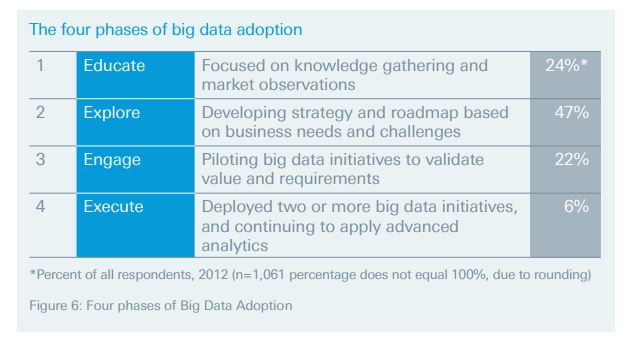 The four phases of big data adoption
1 Educate Focused on knowledge gathering and 24%*
market observations
2 Explore Developing strategy and roadmap based 47%
on business needs and challenges
3 Engage Piloting big data initiatives to validate 22%
value and requirements
4 Execute Deployed two or more big data initiatives, 6%
and continuing to apply advanced
analytics
*Percent of all respondents, 2012 (n=1,061 percentage does not equal 100%, due to rounding)
Figure 6: Four phases of Big Data Adoption